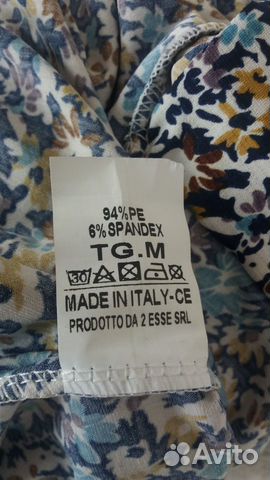 94%PE
6%SPANDEX
TG.M
30
MADE IN ITALY-CE
PRODOTTO DA 2 ESSE SRL
Avito